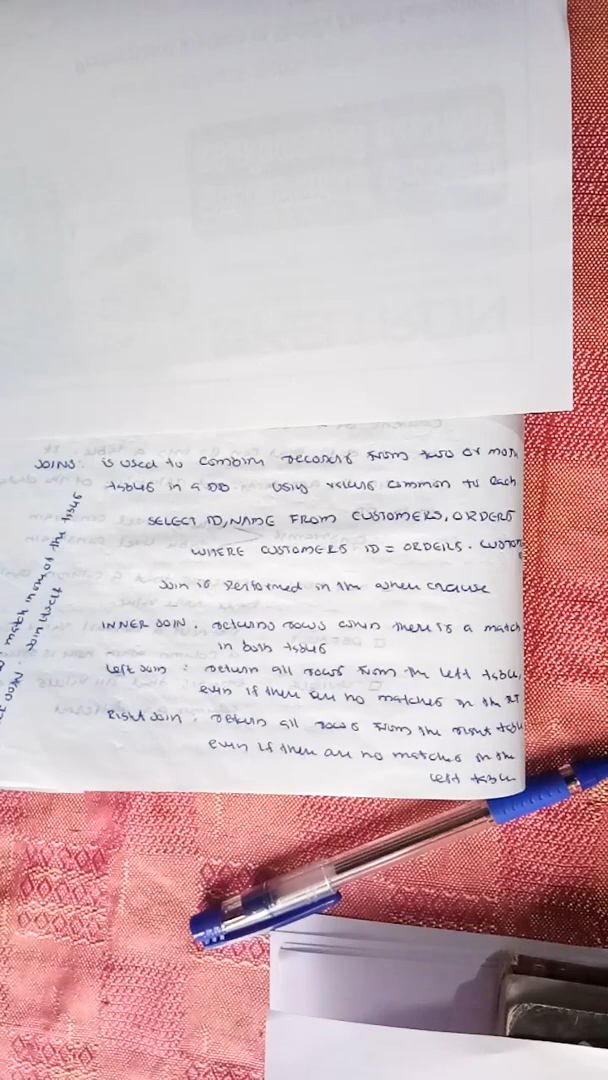 JOINS: is used to combine records from two or more
tables in a DB using values common to each
SELECT ID, NAME FROM CUSTOMERS, ORDERS
WHERE CUSTOMERS ID = ORDERS. CUSTO
Join is performed in the when clause
INNER JOIN. returns rows when there is a match
in both tables
Left Join : return all rows from the left table,
even if there are no matches in the RT
Right Join. return all rows from the right table
even if there are no matches in the
left table